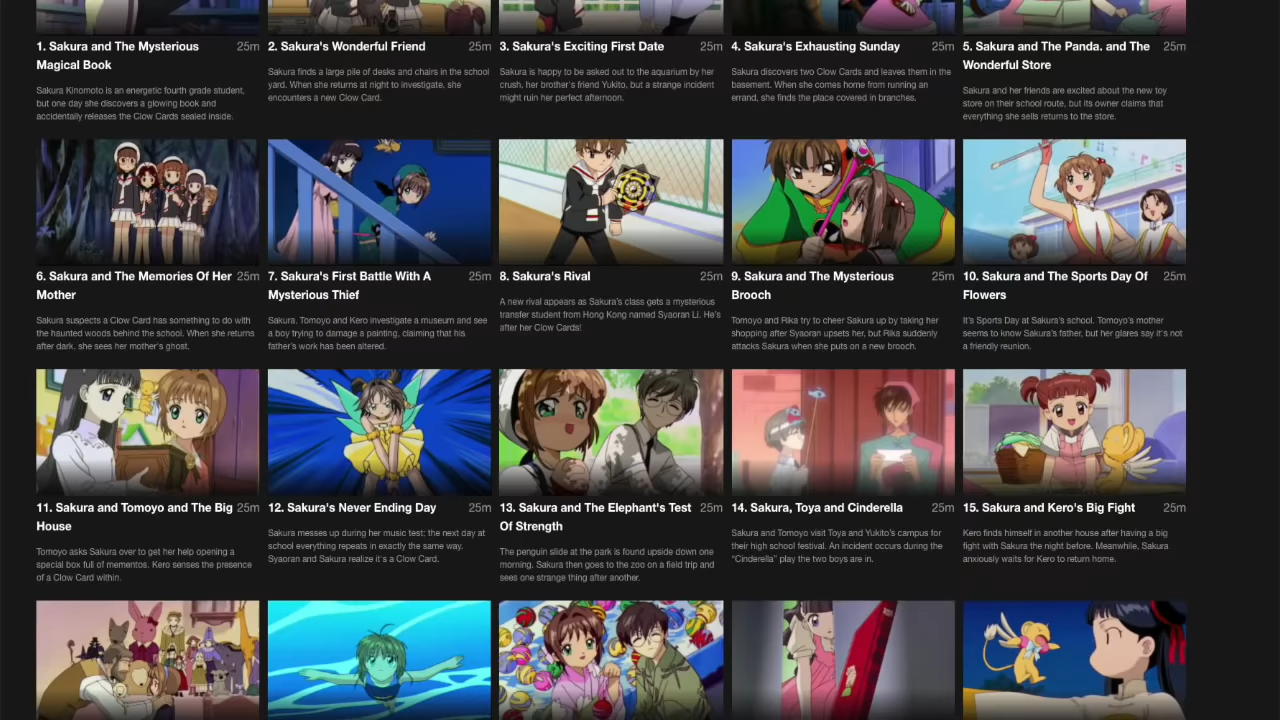 1. Sakura and The Mysterious
Magical Book
25m
Sakura Kinomoto is an energetic fourth grade student,
but one day she discovers a glowing book and
accidentally releases the Clow Cards sealed inside.
2. Sakura's Wonderful Friend
25m
Sakura finds a large pile of desks and chairs in the school
yard. When she returns at night to investigate, she
encounters a new Clow Card.
3. Sakura's Exciting First Date
25m
Sakura is happy to be asked out to the aquarium by her
crush, her brother's friend Yukito, but a strange incident
might ruin her perfect afternoon.
4. Sakura's Exhausting Sunday
25m
Sakura discovers two Clow Cards and leaves them in the
basement. When she comes home from running an
errand, she finds the place covered in branches.
5. Sakura and The Panda. and The
Wonderful Store
25m
Sakura and her friends are excited about the new toy
store on their school route, but its owner claims that
everything she sells returns to the store.
6. Sakura and The Memories Of Her
Mother
25m
Sakura suspects a Clow Card has something to do with
the haunted woods behind the school. When she returns
after dark, she sees her mother's ghost.
7. Sakura's First Battle With A
Mysterious Thief
25m
Sakura, Tomoyo and Kero investigate a museum and see
a boy trying to damage a painting, claiming that his
father's work has been altered.
8. Sakura's Rival
25m
A new rival appears as Sakura's class gets a mysterious
transfer student from Hong Kong named Syaoran Li. He's
after her Clow Cards!
9. Sakura and The Mysterious
Brooch
25m
Tomoyo and Rika try to cheer Sakura up by taking her
shopping after Syaoran upsets her, but Rika suddenly
attacks Sakura when she puts on a new brooch.
10. Sakura and The Sports Day Of
Flowers
25m
It's Sports Day at Sakura's school. Tomoyo's mother
seems to know Sakura's father, but her glares say it's not
a friendly reunion.
11. Sakura and Tomoyo and The Big
House
25m
Tomoyo asks Sakura over to get her help opening a
special box full of mementos. Kero senses the presence
of a Clow Card within.
12. Sakura's Never Ending Day
25m
Sakura messes up during her music test; the next day at
school everything repeats in exactly the same way.
Syaoran and Sakura realize it's a Clow Card.
13. Sakura and The Elephant's Test
Of Strength
25m
The penguin slide at the park is found upside down one
morning. Sakura then goes to the zoo on a field trip and
sees one strange thing after another.
14. Sakura, Toya and Cinderella
25m
Sakura and Tomoyo visit Toya and Yukito's campus for
their high school festival. An incident occurs during the
"Cinderella" play the two boys are in.
15. Sakura and Kero's Big Fight
25m
Kero finds himself in another house after having a big
fight with Sakura the night before. Meanwhile, Sakura
anxiously waits for Kero to return home.